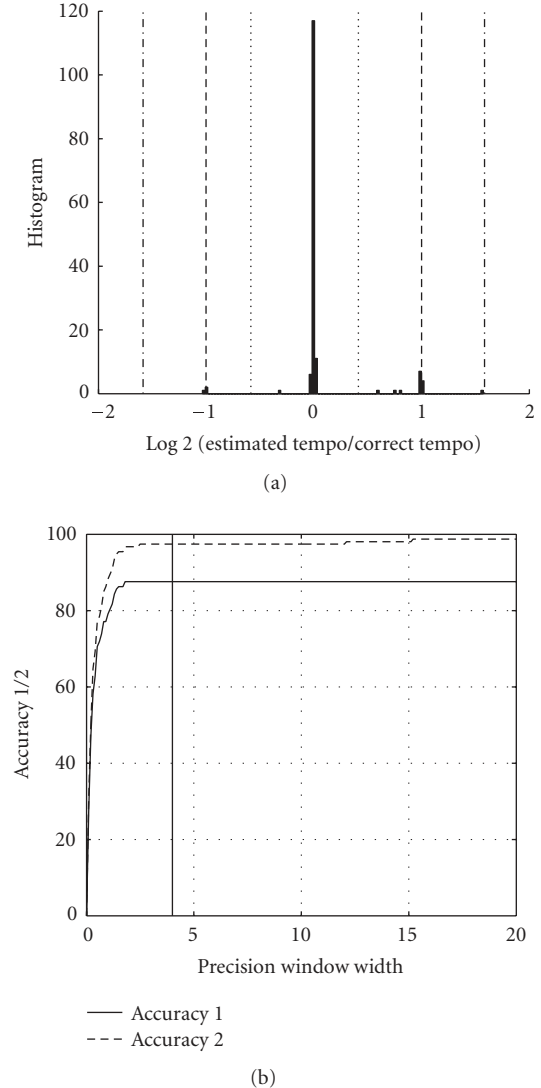 120
100
80
60
40
20
0
Histogram
−2 −1 0 1 2
Log 2 (estimated tempo/correct tempo)
(a)
100
80
60
40
20
0
Accuracy 1/2
0 5 10 15 20
Precision window width
Accuracy 1
Accuracy 2
(b)